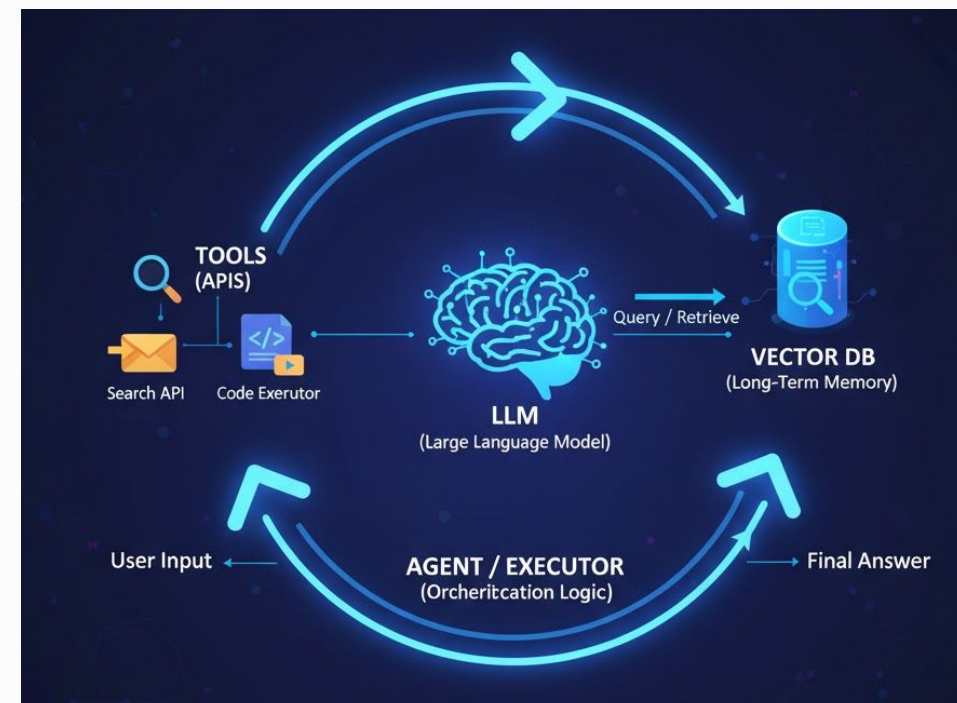 TOOLS
(APIS)
Search API
Code Exerutor
Query / Retrieve
VECTOR DB
(Long-Term Memory)
LLM
(Large Language Model)
User Input
AGENT / EXECUTOR
(Orcheritcation Logic)
Final Answer